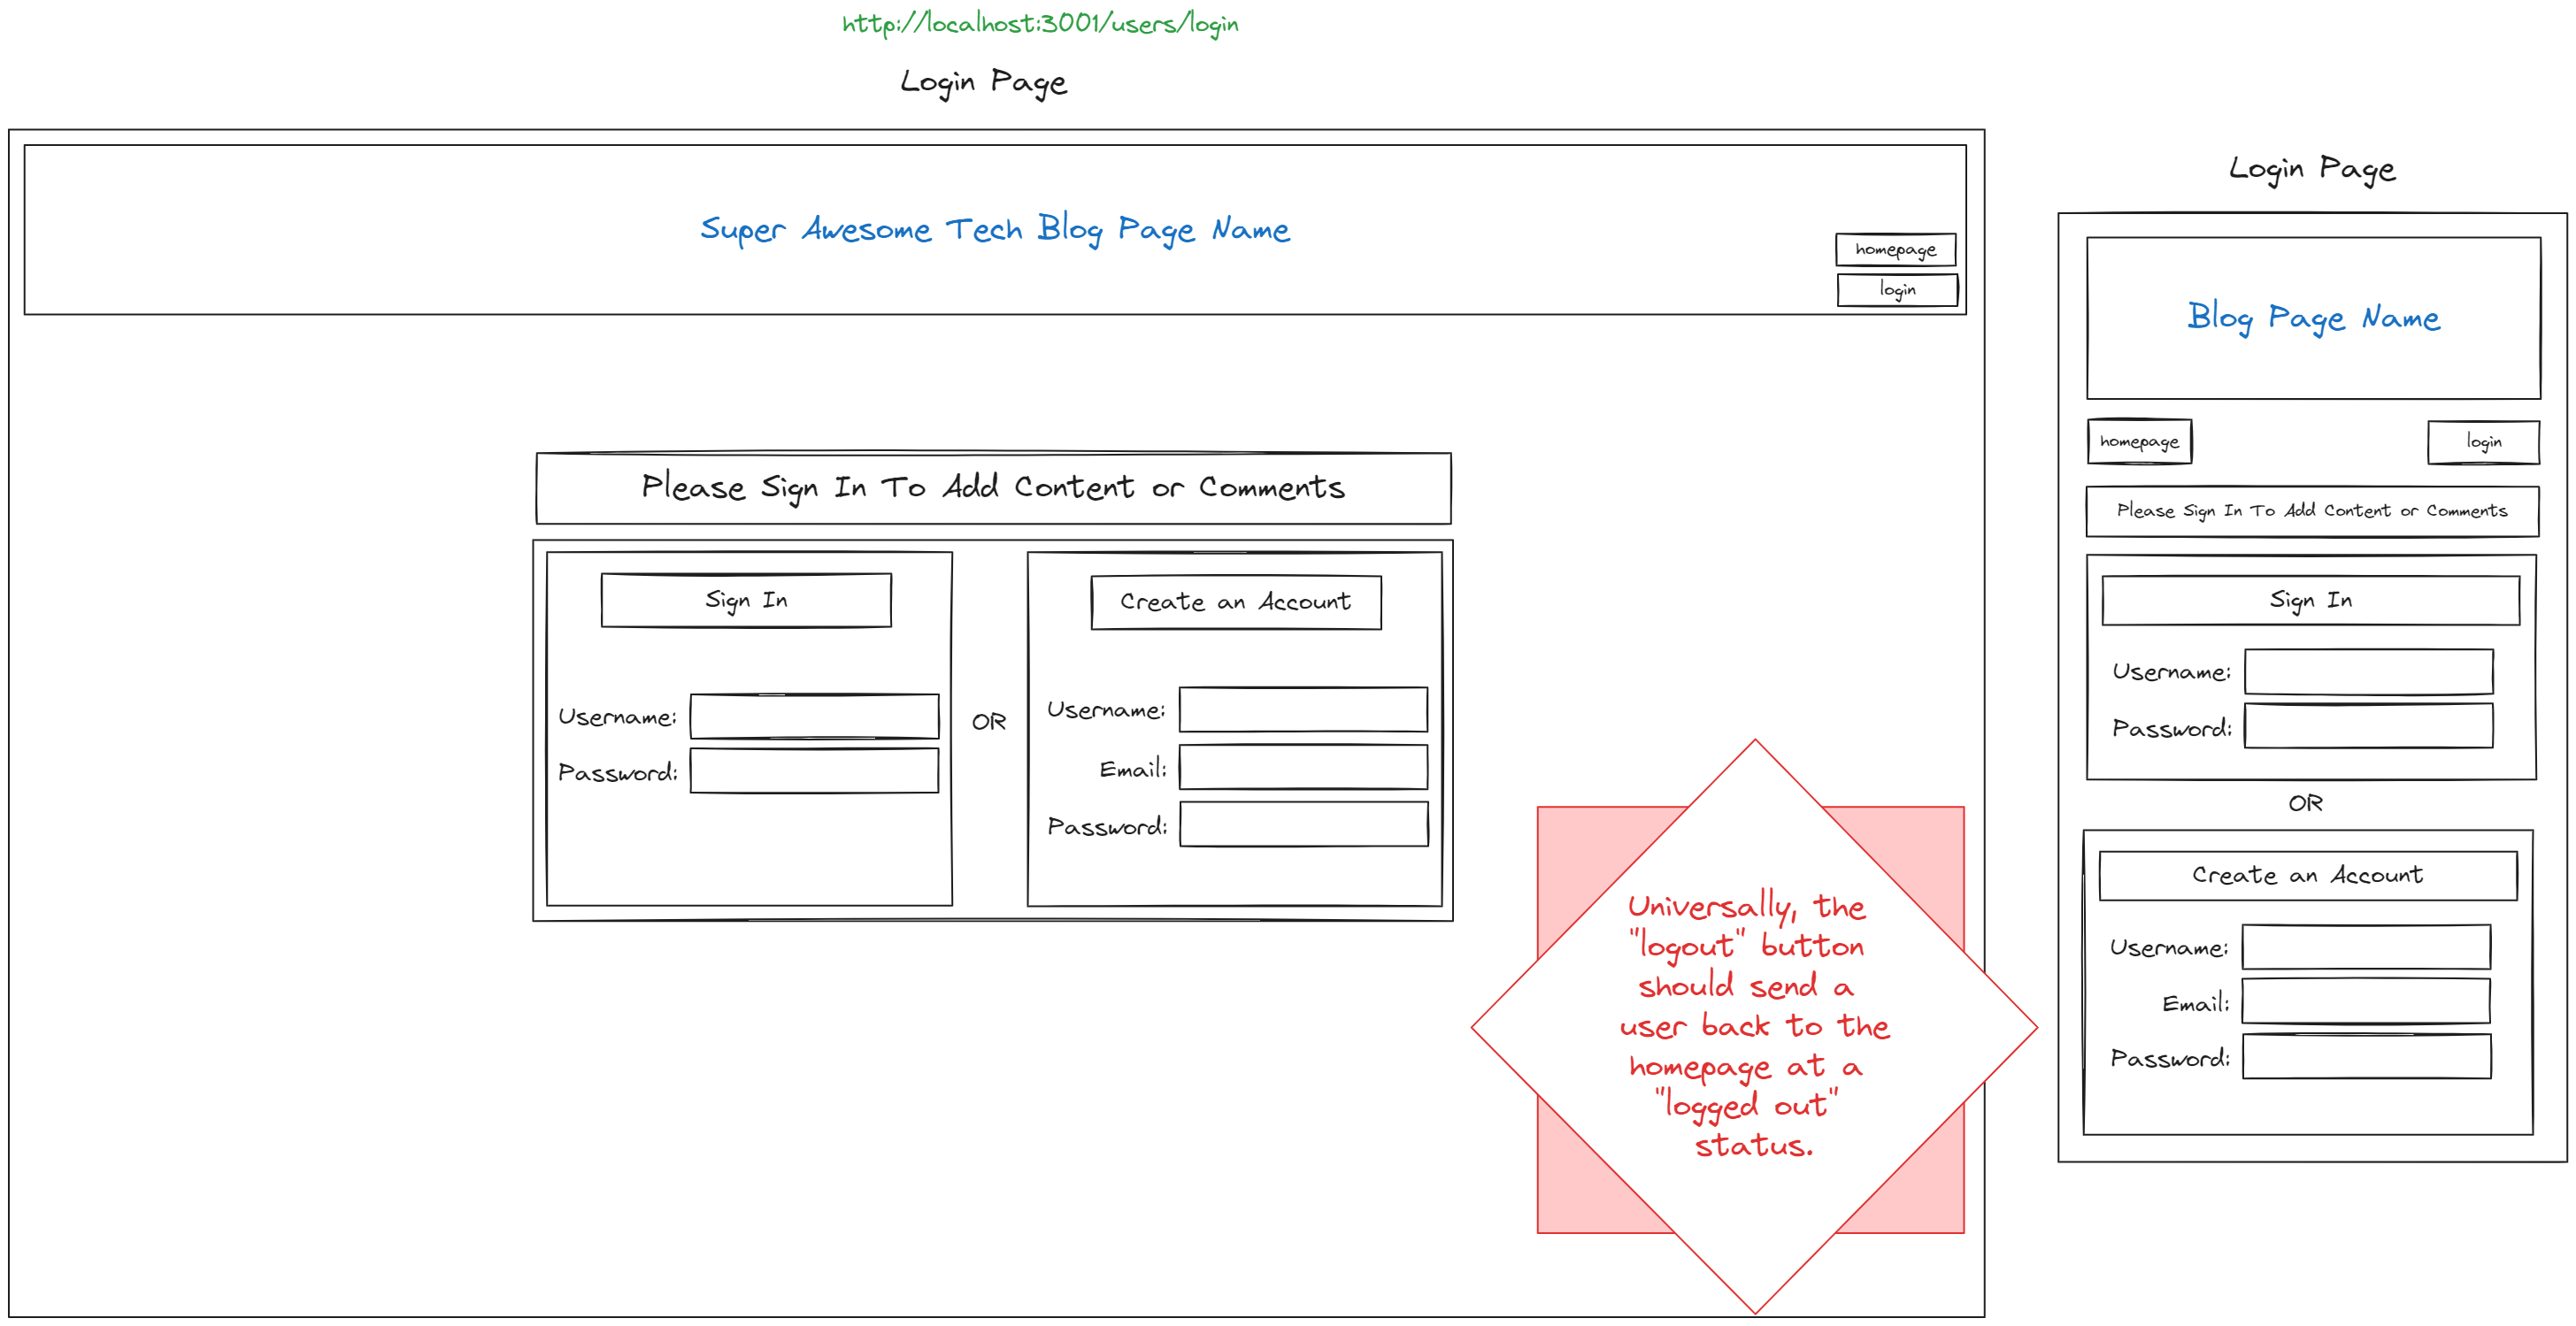 http://localhost:3001/users/login
Login Page
Super Awesome Tech Blog Page Name
homepage
login
Please Sign In To Add Content or Comments
Sign In
Username:
Password:
OR
Create an Account
Username:
Email:
Password:
Universally, the
"logout" button
should send a
user back to the
homepage at a
"logged out"
status.
Login Page
Blog Page Name
homepage
login
Please Sign In To Add Content or Comments
Sign In
Username:
Password:
OR
Create an Account
Username:
Email:
Password: